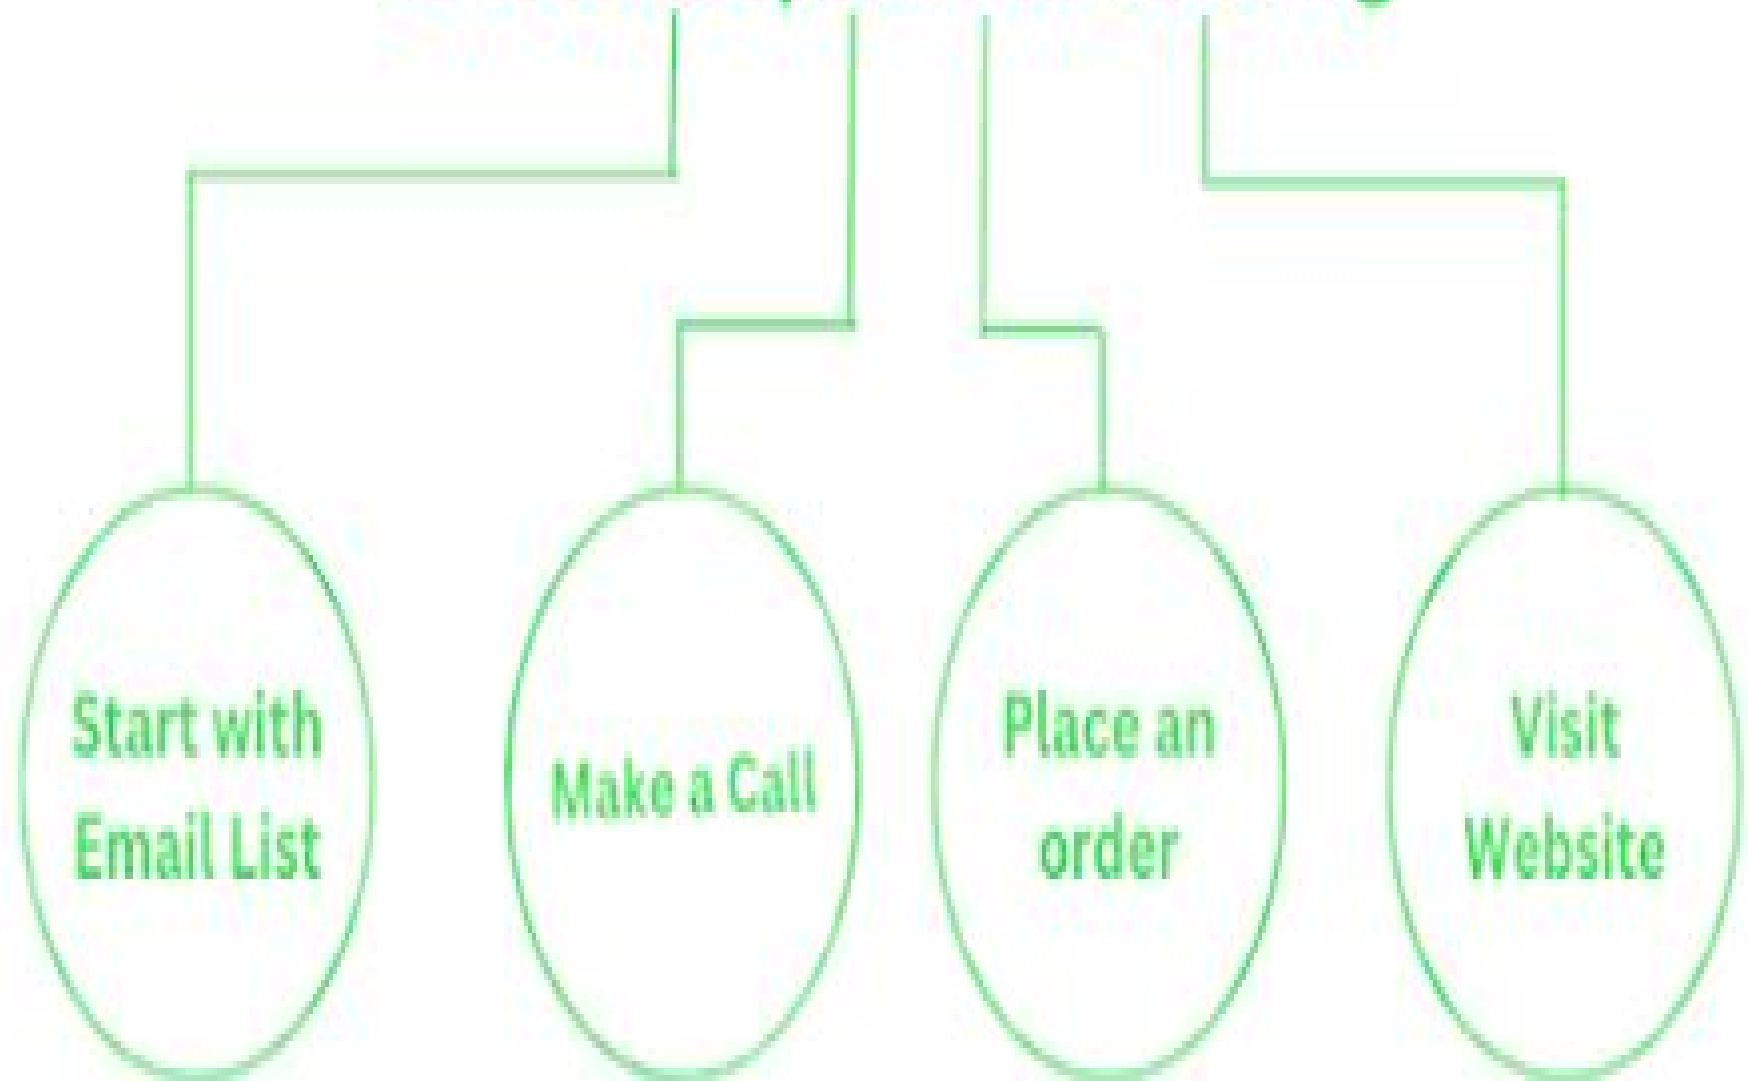 Start with
Email List
Make a Call
Place an
order
Visit
Website